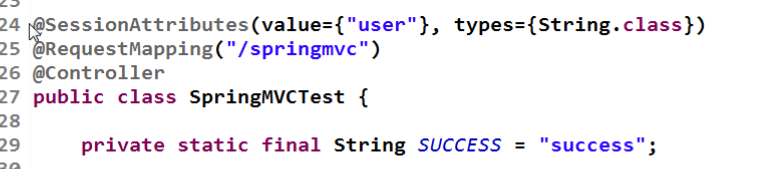 24 @SessionAttributes(value={"user"}, types={String.class})
25 @RequestMapping("/springmvc")
26 @Controller
27 public class SpringMVCTest {
28
29     private static final String SUCCESS = "success";